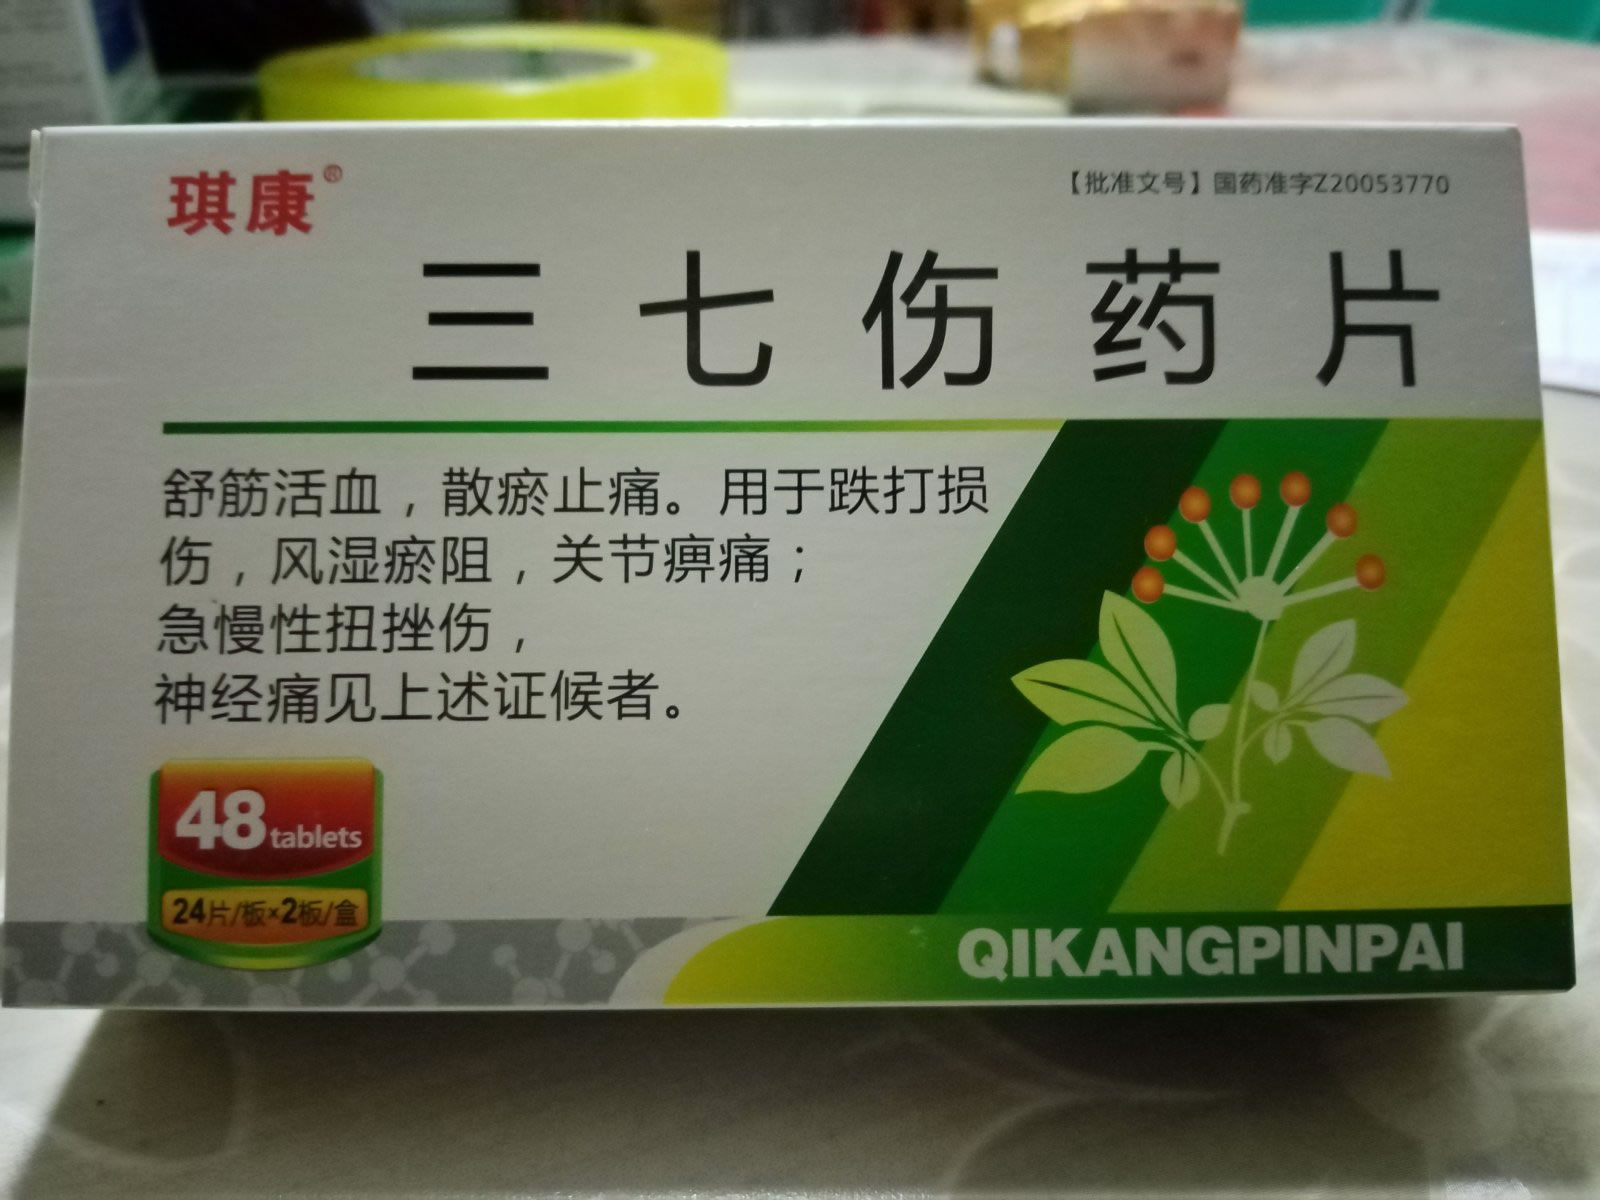 琪康®
【批准文号】国药准字Z20053770
三七伤药片
舒筋活血，散瘀止痛。用于跌打损
伤，风湿瘀阻，关节痹痛；
急慢性扭挫伤，
神经痛见上述证候者。
48 tablets
24片/板×2板/盒
QIKANGPINPAI